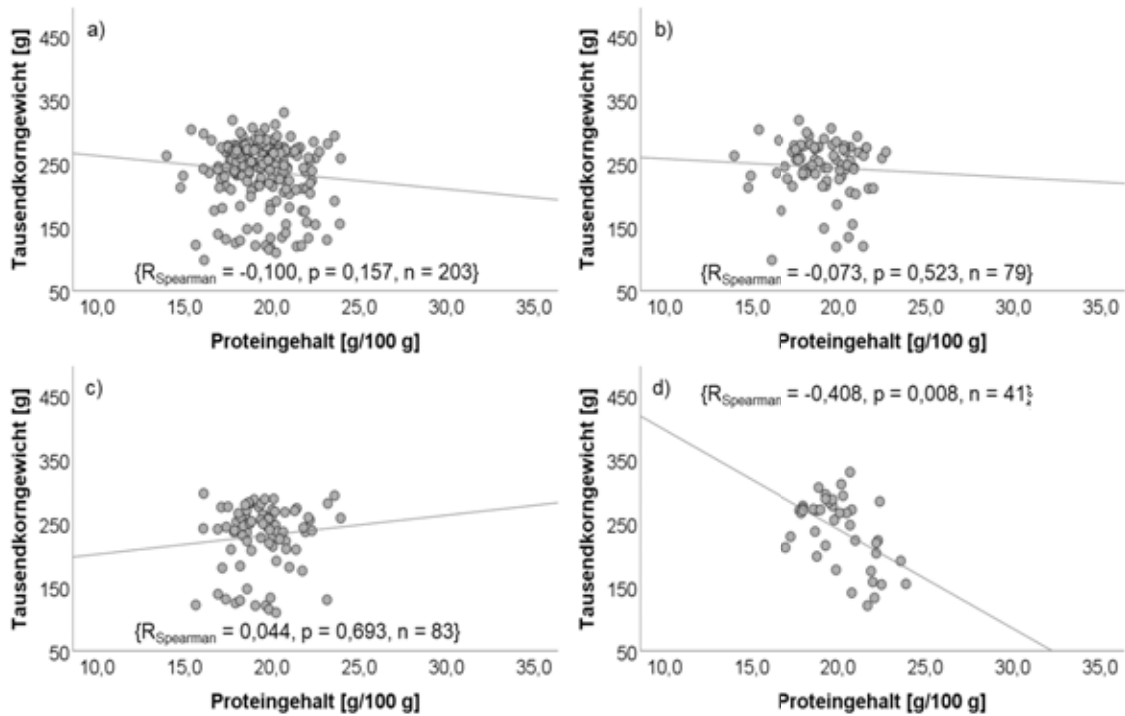 a)
Tausendkorngewicht [g]
450
350
250
150
50
{R_Spearman = -0,100, p = 0,157, n = 203}
10,0 15,0 20,0 25,0 30,0 35,0
Proteingehalt [g/100 g]
b)
Tausendkorngewicht [g]
450
350
250
150
50
{R_Spearman = -0,073, p = 0,523, n = 79}
10,0 15,0 20,0 25,0 30,0 35,0
Proteingehalt [g/100 g]
c)
Tausendkorngewicht [g]
450
350
250
150
50
{R_Spearman = 0,044, p = 0,693, n = 83}
10,0 15,0 20,0 25,0 30,0 35,0
Proteingehalt [g/100 g]
d)
{R_Spearman = -0,408, p = 0,008, n = 41}
Tausendkorngewicht [g]
450
350
250
150
50
10,0 15,0 20,0 25,0 30,0 35,0
Proteingehalt [g/100 g]